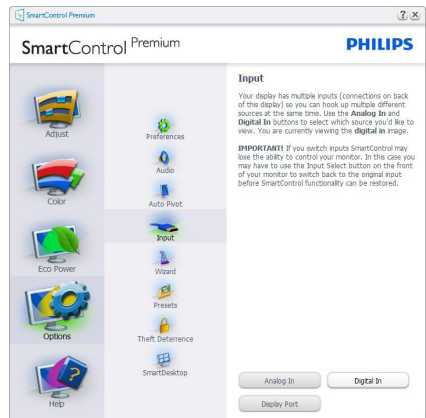 SmartControl Premium
SmartControl Premium
PHILIPS
Adjust
Color
Eco Power
Options
Help
Preferences
Audio
Auto Pivot
Input
Wizard
Presets
Theft Deterrence
SmartDesktop
Input
Your display has multiple inputs (connections on back
of this display) so you can hook up multiple different
sources at the same time. Use the Analog In and
Digital In buttons to select which source you'd like to
view. You are currently viewing the digital in image.
IMPORTANT! If you switch inputs SmartControl may
lose the ability to control your monitor. In this case you
may have to use the Input Select button on the front
of your monitor to switch back to the original input
before SmartControl functionality can be restored.
Analog In
Digital In
Display Port